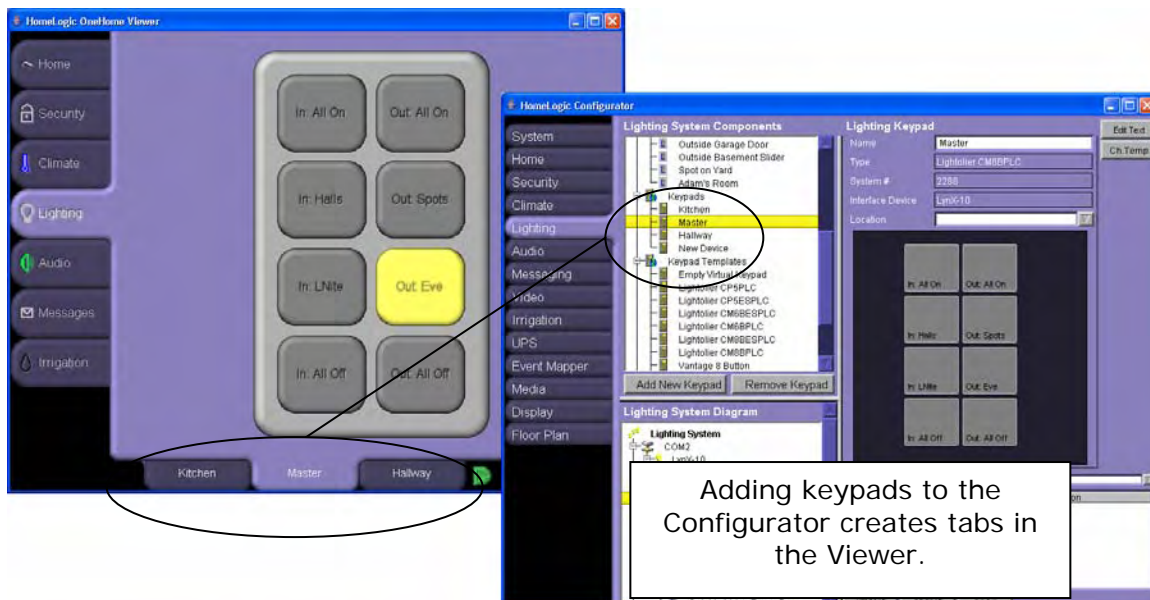 HomeLogic OneHome Viewer
Home
Security
Climate
Lighting
Audio
Messages
Irrigation
In: All On
Out: All On
In: Halls
Out: Spots
In: LNite
Out: Eve
In: All Off
Out: All Off
Kitchen
Master
Hallway
HomeLogic Configurator
System
Home
Security
Climate
Lighting
Audio
Messaging
Video
Irrigation
UPS
Event Mapper
Media
Display
Floor Plan
Lighting System Components
Outside Garage Door
Outside Basement Slider
Spot on Yard
Adam's Room
Keypads
Kitchen
Master
Hallway
New Device
Keypad Templates
Empty Virtual Keypad
Lightolier CP5PLC
Lightolier CP5ESPLC
Lightolier CM6BESPLC
Lightolier CM6BPLC
Lightolier CM8BESPLC
Lightolier CM8BPLC
Vantage 8 Button
Add New Keypad
Remove Keypad
Lighting System Diagram
Lighting System
COM2
LynX-10
Lighting Keypad
Name Master
Type Lightolier CM8BPLC
System # 2288
Interface Device LynX-10
Location
Edit Text
Ch. Temp
In: All On
Out: All On
In: Halls
Out: Spots
In: LNite
Out: Eve
In: All Off
Out: All Off
Adding keypads to the
Configurator creates tabs in
the Viewer.